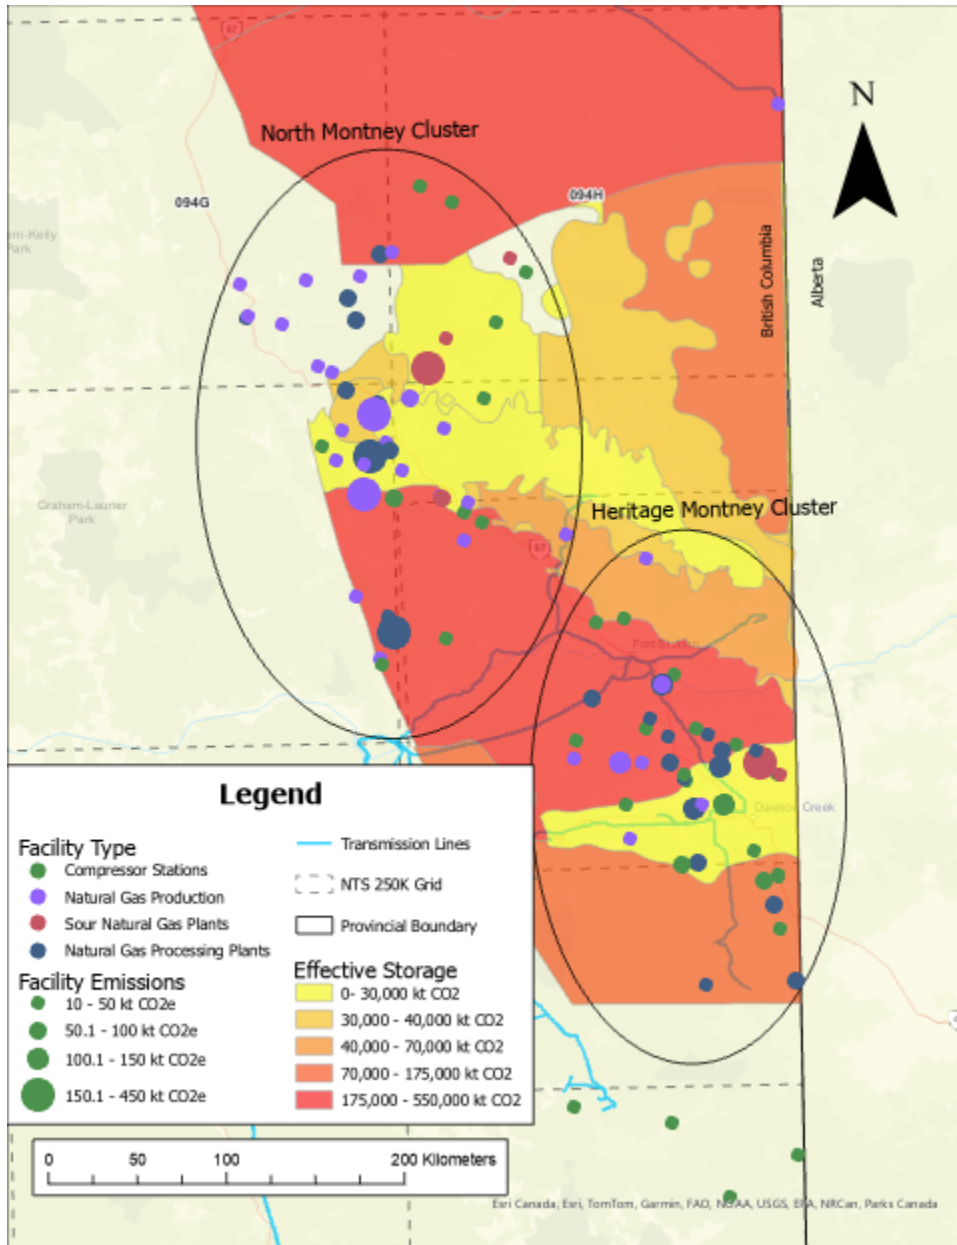 97
North Montney Cluster
N
094G
094H
Park
British Columbia
Alberta
Graham-Laurier
Park
Heritage Montney Cluster
97
Fort St John
Dawson Creek
Legend
Facility Type
Compressor Stations
Natural Gas Production
Sour Natural Gas Plants
Natural Gas Processing Plants
Facility Emissions
10 - 50 kt CO2e
50.1 - 100 kt CO2e
100.1 - 150 kt CO2e
150.1 - 450 kt CO2e
Transmission Lines
NTS 250K Grid
Provincial Boundary
Effective Storage
0- 30,000 kt CO2
30,000 - 40,000 kt CO2
40,000 - 70,000 kt CO2
70,000 - 175,000 kt CO2
175,000 - 550,000 kt CO2
0 50 100 200 Kilometers
Esri Canada, Esri, TomTom, Garmin, FAO, NOAA, USGS, EPA, NRCan, Parks Canada